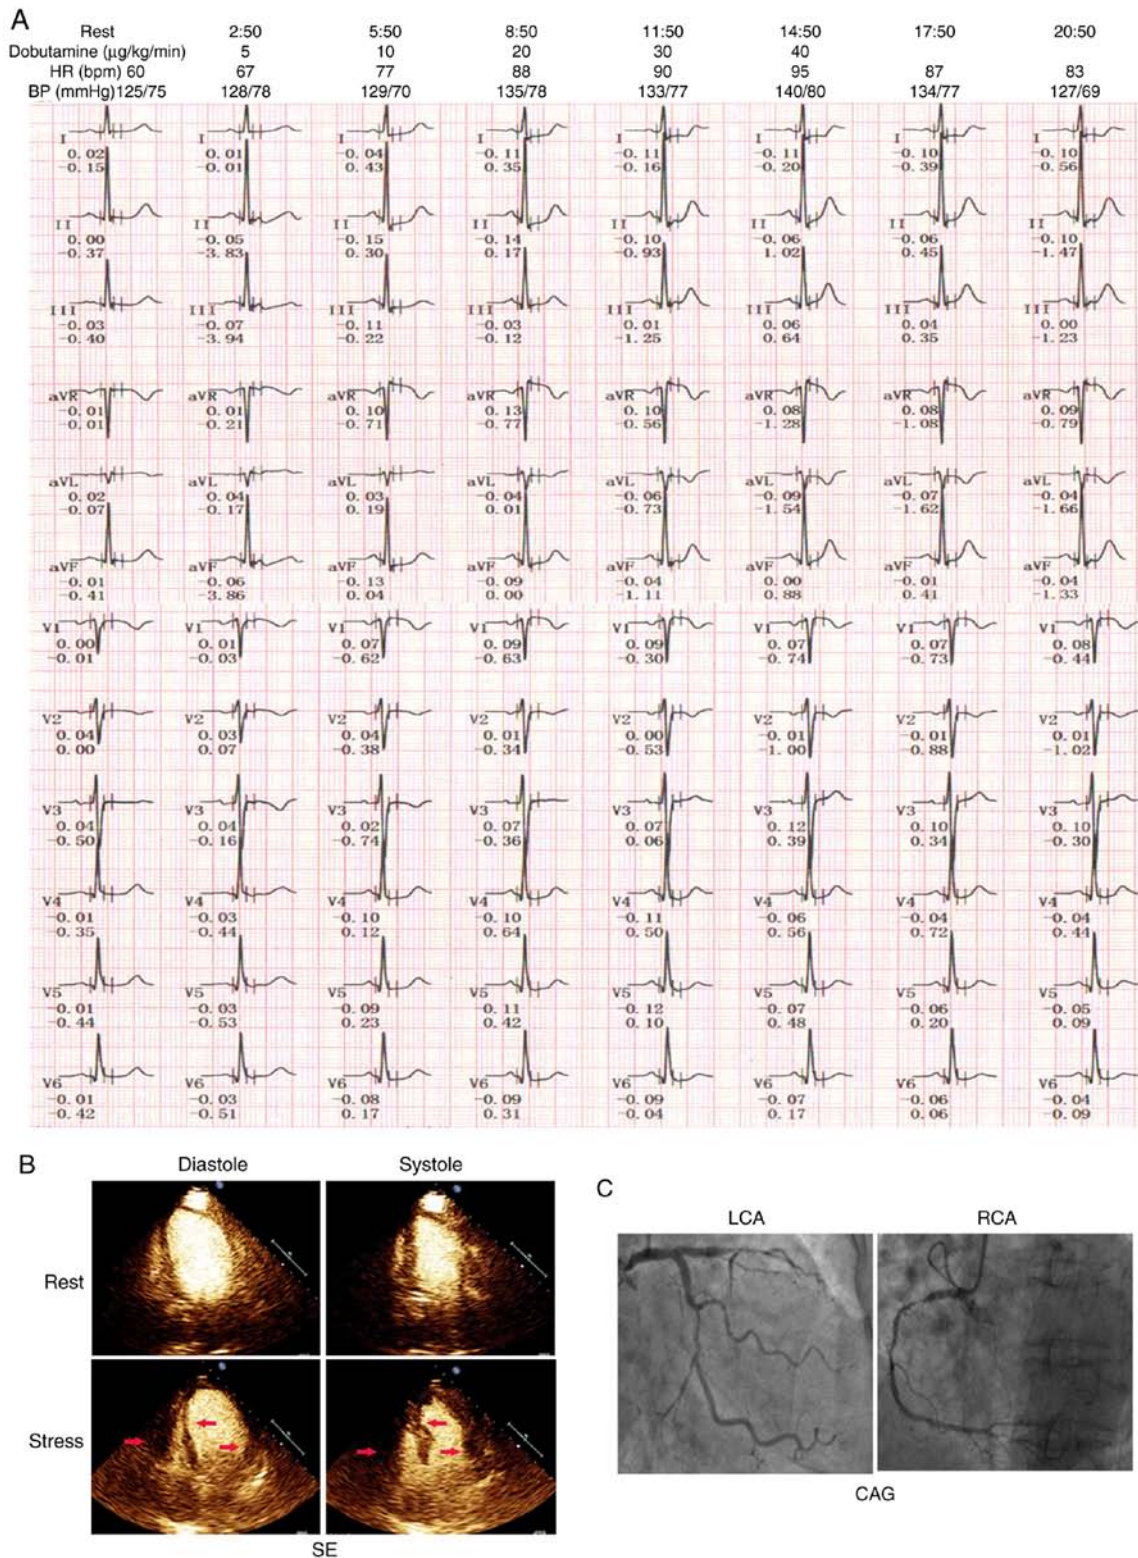 A
Rest 2:50 5:50 8:50 11:50 14:50 17:50 20:50
Dobutamine (μg/kg/min) 5 10 20 30 40
HR (bpm) 60 67 77 88 90 95 87 83
BP (mmHg) 125/75 128/78 129/70 135/78 133/77 140/80 134/77 127/69
I I I I I I I I
0.02 0.01 -0.04 -0.11 -0.11 -0.11 -0.10 -0.10
-0.15 -0.01 -0.43 0.35 -0.16 -0.20 -0.39 -0.56
II II II II II II II II
0.00 -0.05 -0.15 -0.14 -0.10 -0.06 -0.06 -0.10
-0.37 -3.83 0.30 0.17 -0.93 1.02 0.45 -1.47
III III III III III III III III
-0.03 -0.07 -0.11 -0.03 0.01 0.06 0.04 0.00
-0.40 -3.94 -0.22 -0.12 -1.25 0.64 0.35 -1.23
aVR aVR aVR aVR aVR aVR aVR aVR
-0.01 0.01 0.10 0.13 0.10 0.08 0.08 0.09
-0.01 -0.21 -0.71 -0.77 -0.56 -1.28 -1.08 -0.79
aVL aVL aVL aVL aVL aVL aVL aVL
0.02 0.04 0.03 -0.04 -0.06 -0.09 -0.07 -0.04
-0.07 -0.17 0.19 0.01 -0.73 -1.54 -1.62 -1.66
aVF aVF aVF aVF aVF aVF aVF aVF
-0.01 -0.06 -0.13 -0.09 -0.04 0.00 -0.01 -0.04
-0.41 -3.86 0.04 0.00 -1.11 0.88 0.41 -1.33
V1 V1 V1 V1 V1 V1 V1 V1
0.00 0.01 0.07 0.09 0.09 0.07 0.07 0.08
-0.01 -0.03 -0.62 -0.63 -0.30 -0.74 -0.73 -0.44
V2 V2 V2 V2 V2 V2 V2 V2
0.04 0.03 0.04 0.01 0.00 -0.01 -0.01 0.01
0.00 0.07 -0.38 -0.34 -0.53 -1.00 -0.88 -1.02
V3 V3 V3 V3 V3 V3 V3 V3
0.04 0.04 0.02 0.07 0.07 0.12 0.10 0.10
-0.50 -0.16 -0.74 -0.36 0.06 0.39 0.34 -0.30
V4 V4 V4 V4 V4 V4 V4 V4
-0.01 -0.03 -0.10 -0.10 -0.11 -0.06 -0.04 -0.04
-0.35 -0.44 0.12 0.64 0.50 0.56 0.72 0.44
V5 V5 V5 V5 V5 V5 V5 V5
-0.01 -0.03 -0.09 -0.11 -0.12 -0.07 -0.06 -0.05
-0.44 -0.53 0.23 0.42 0.10 0.48 0.20 0.09
V6 V6 V6 V6 V6 V6 V6 V6
-0.01 -0.03 -0.08 -0.09 -0.09 -0.07 -0.06 -0.04
-0.42 -0.51 0.17 0.31 -0.04 0.17 0.06 -0.09
B
Diastole Systole
Rest
Stress
SE
C
LCA RCA
CAG